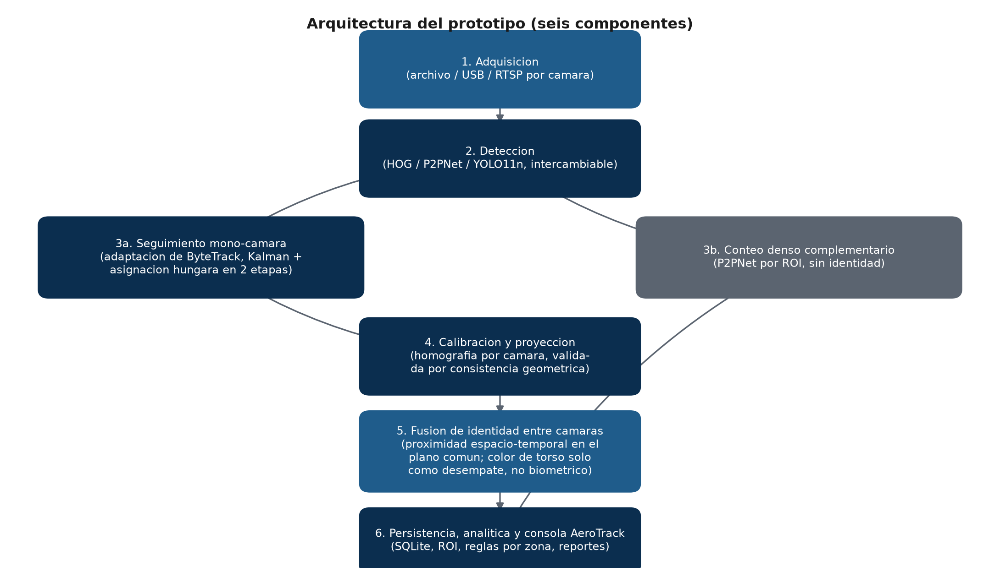 Arquitectura del prototipo (seis componentes)
1. Adquisicion
(archivo / USB / RTSP por camara)
2. Deteccion
(HOG / P2PNet / YOLO11n, intercambiable)
3a. Seguimiento mono-camara
(adaptacion de ByteTrack, Kalman +
asignacion hungara en 2 etapas)
3b. Conteo denso complementario
(P2PNet por ROI, sin identidad)
4. Calibracion y proyeccion
(homografia por camara, valida-
da por consistencia geometrica)
5. Fusion de identidad entre camaras
(proximidad espacio-temporal en el
plano comun; color de torso solo
como desempate, no biometrico)
6. Persistencia, analitica y consola AeroTrack
(SQLite, ROI, reglas por zona, reportes)